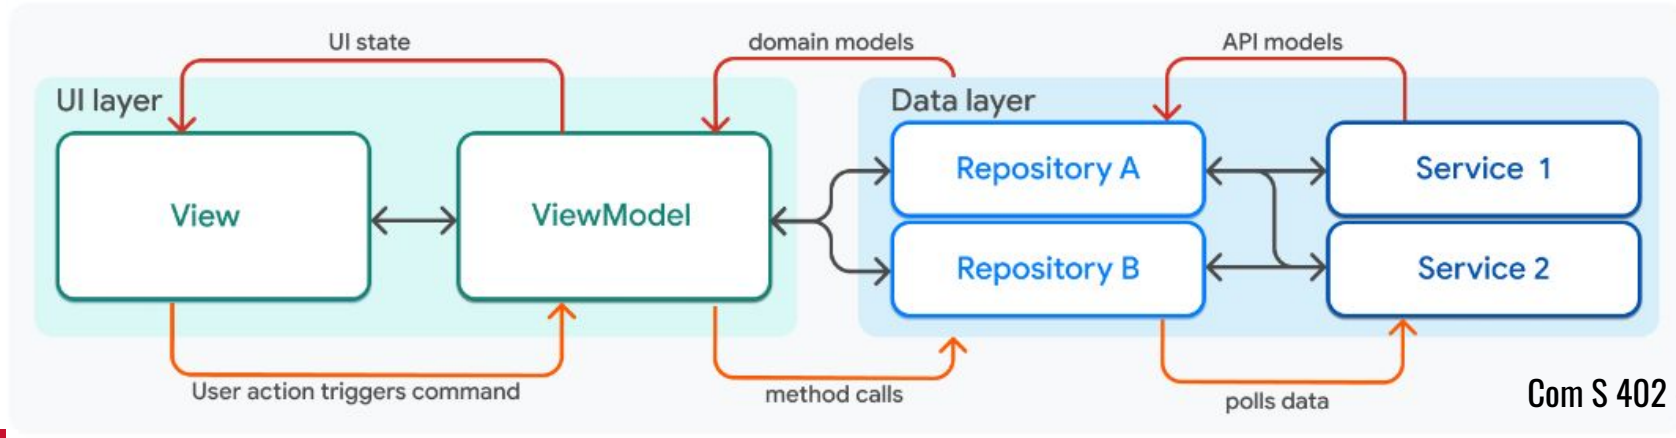 UI state
domain models
API models
UI layer
Data layer
View
ViewModel
Repository A
Service 1
Repository B
Service 2
User action triggers command
method calls
polls data
Com S 402